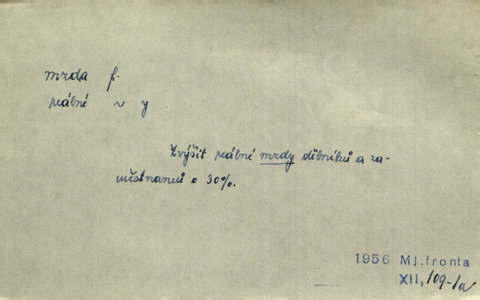 mzda f.
reálné ~ y
Zvýšit reálné mzdy dělníků a za-
městnanců o 30%.
1956 Ml.fronta
XII, 109-1a